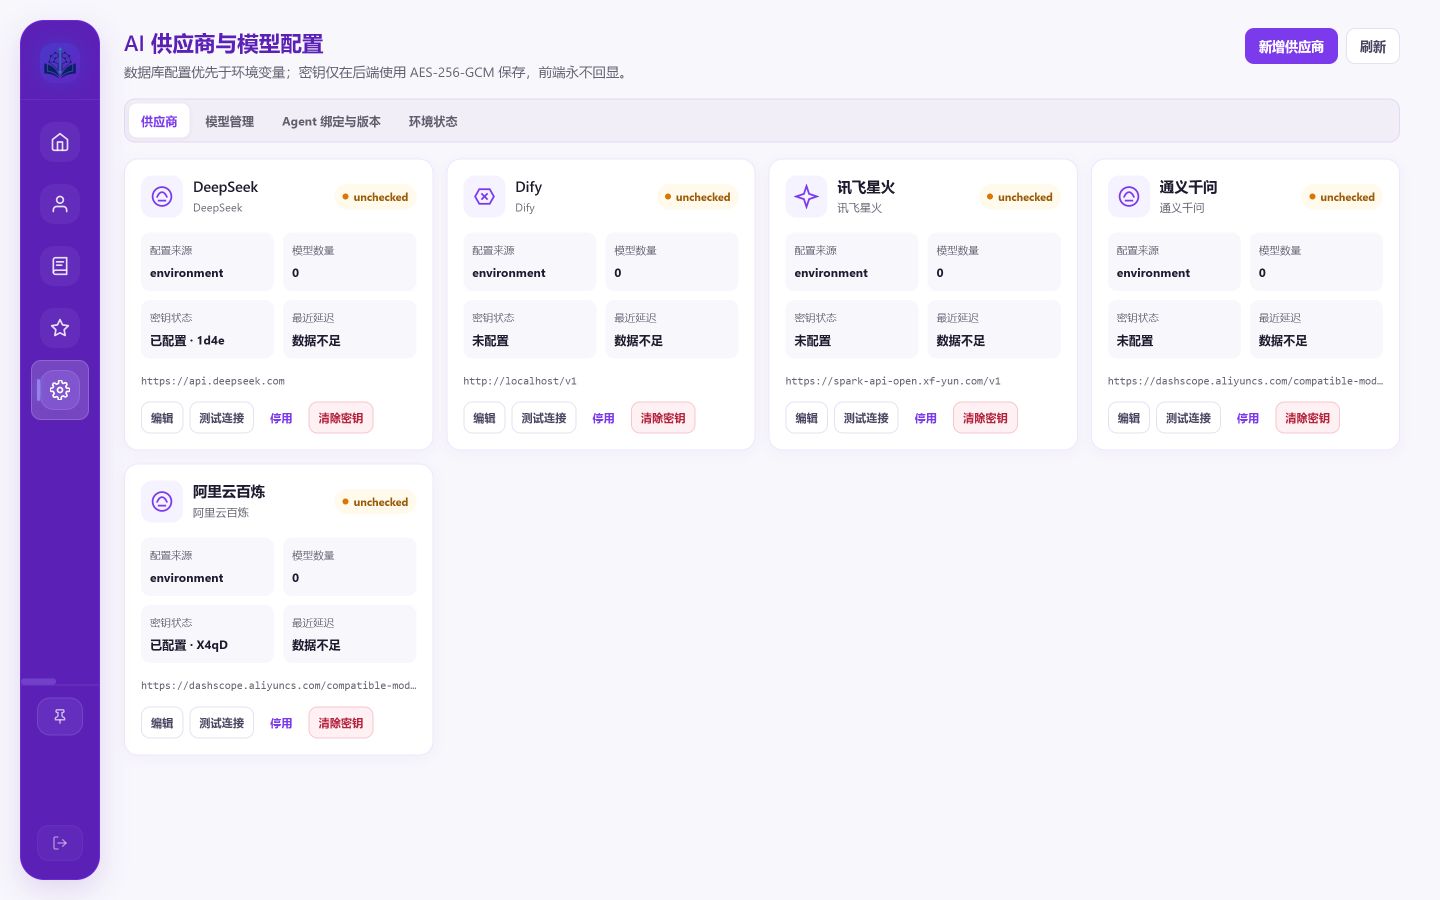 AI 供应商与模型配置
数据库配置优先于环境变量；密钥仅在后端使用 AES-256-GCM 保存，前端永不回显。
新增供应商
刷新
供应商
模型管理
Agent 绑定与版本
环境状态
DeepSeek
DeepSeek
unchecked
配置来源
environment
模型数量
0
密钥状态
已配置 · 1d4e
最近延迟
数据不足
https://api.deepseek.com
编辑
测试连接
停用
清除密钥
Dify
Dify
unchecked
配置来源
environment
模型数量
0
密钥状态
未配置
最近延迟
数据不足
http://localhost/v1
编辑
测试连接
停用
清除密钥
讯飞星火
讯飞星火
unchecked
配置来源
environment
模型数量
0
密钥状态
未配置
最近延迟
数据不足
https://spark-api-open.xf-yun.com/v1
编辑
测试连接
停用
清除密钥
通义千问
通义千问
unchecked
配置来源
environment
模型数量
0
密钥状态
未配置
最近延迟
数据不足
https://dashscope.aliyuncs.com/compatible-mod…
编辑
测试连接
停用
清除密钥
阿里云百炼
阿里云百炼
unchecked
配置来源
environment
模型数量
0
密钥状态
已配置 · X4qD
最近延迟
数据不足
https://dashscope.aliyuncs.com/compatible-mod…
编辑
测试连接
停用
清除密钥